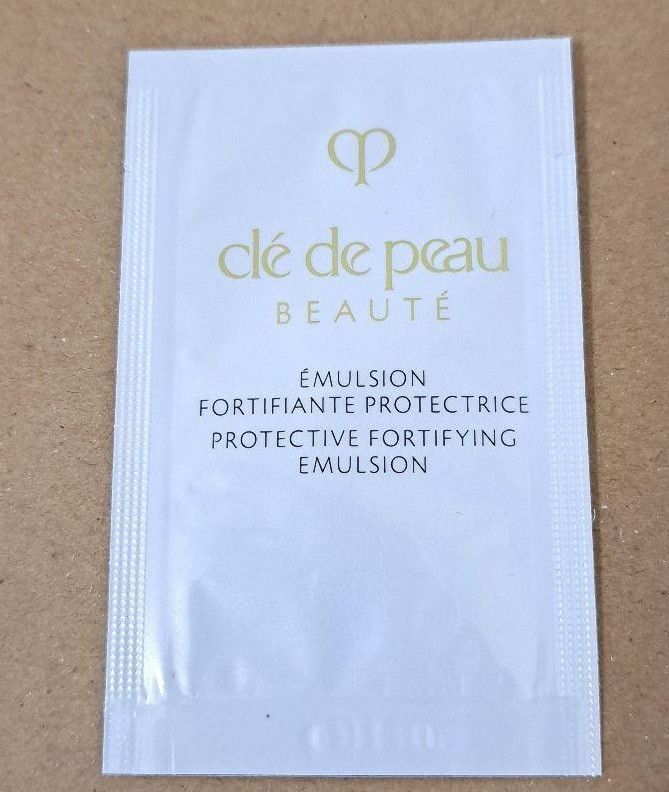 clé de peau
BEAUTÉ
ÉMULSION
FORTIFIANTE PROTECTRICE
PROTECTIVE FORTIFYING
EMULSION